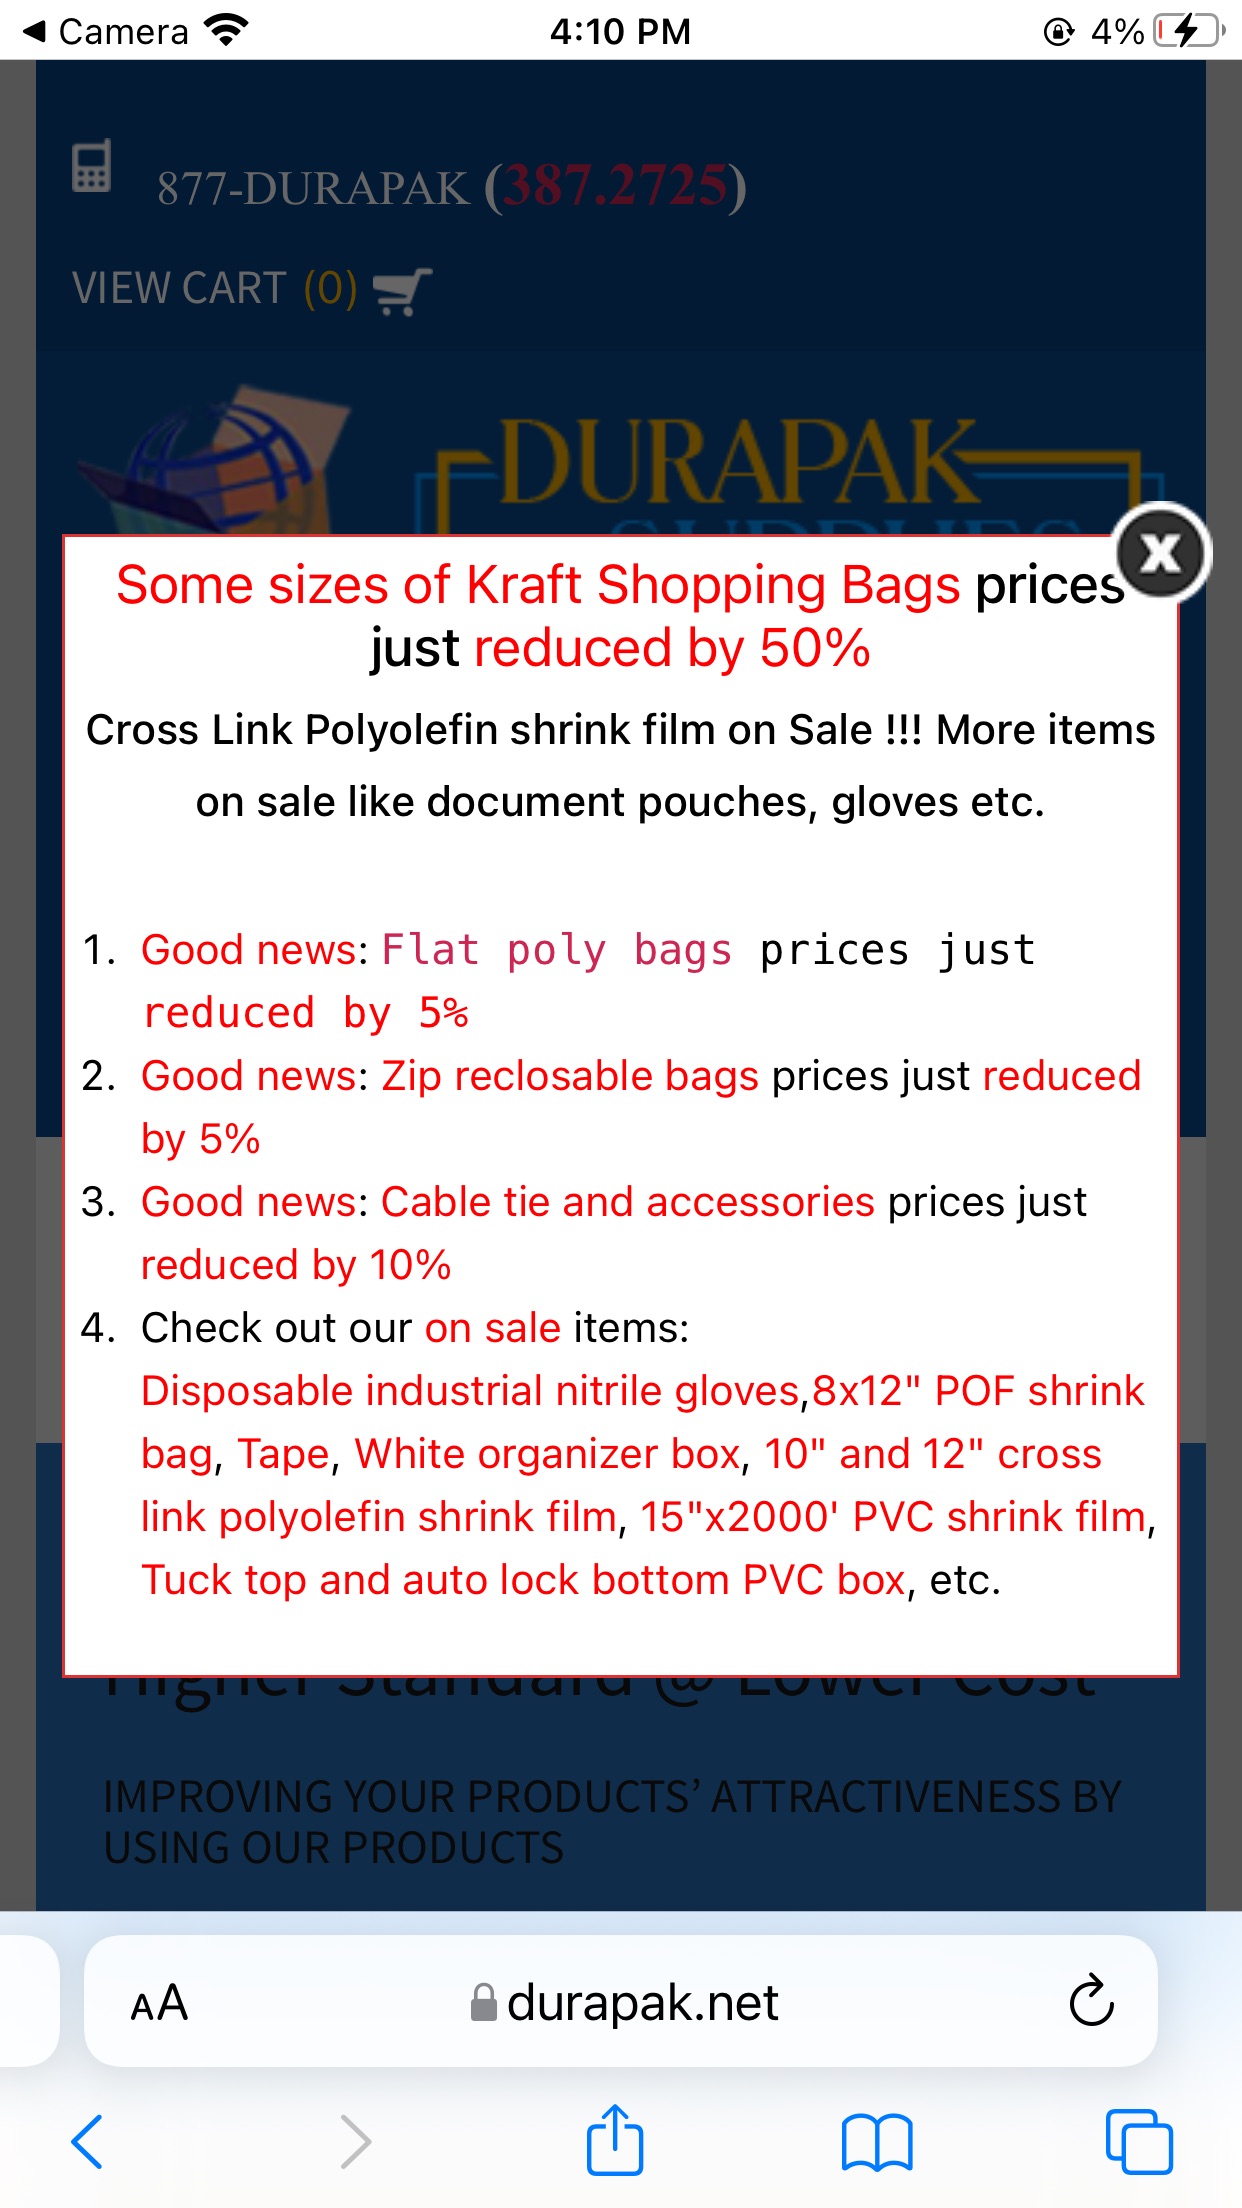 Camera
4:10 PM
4%
877-DURAPAK (387.2725)
VIEW CART (0)
DURAPAK
SUPPLIES
Some sizes of Kraft Shopping Bags prices
just reduced by 50%
Cross Link Polyolefin shrink film on Sale !!! More items
on sale like document pouches, gloves etc.
1. Good news: Flat poly bags prices just
reduced by 5%
2. Good news: Zip reclosable bags prices just reduced
by 5%
3. Good news: Cable tie and accessories prices just
reduced by 10%
4. Check out our on sale items:
Disposable industrial nitrile gloves,8x12" POF shrink
bag, Tape, White organizer box, 10" and 12" cross
link polyolefin shrink film, 15"x2000' PVC shrink film,
Tuck top and auto lock bottom PVC box, etc.
Higher Standard @ Lower Cost
IMPROVING YOUR PRODUCTS’ ATTRACTIVENESS BY
USING OUR PRODUCTS
AA
durapak.net